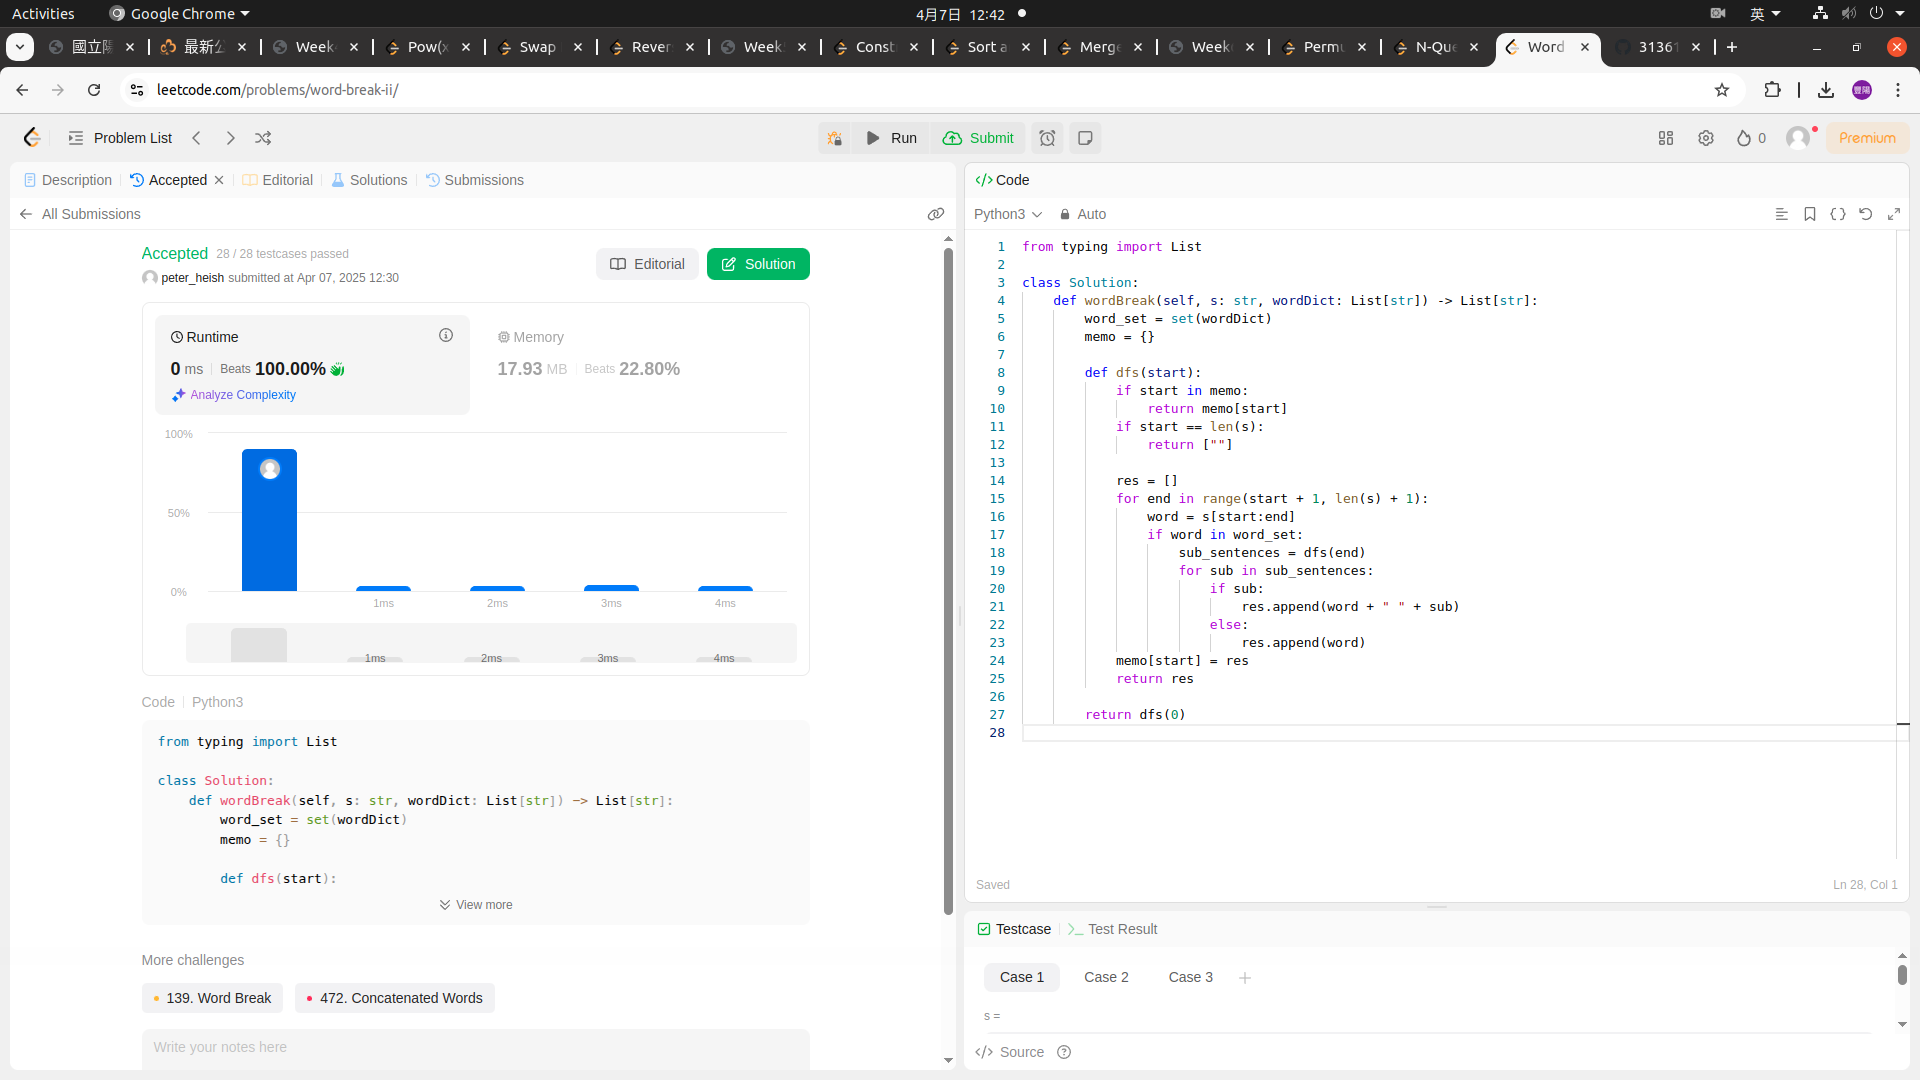 Activities
Google Chrome
4月7日 12:42
英
國立陽
最新公
Week
Pow(x
Swap
Rever
Week
Const
Sort a
Merge
Week
Permu
N-Que
Word
31361
leetcode.com/problems/word-break-ii/
豐陽
Problem List
Run
Submit
0
Premium
Description
Accepted
Editorial
Solutions
Submissions
All Submissions
Accepted 28 / 28 testcases passed
peter_heish submitted at Apr 07, 2025 12:30
Editorial
Solution
Runtime
0 ms Beats 100.00%
Analyze Complexity
Memory
17.93 MB Beats 22.80%
100%
50%
0%
1ms
2ms
3ms
4ms
1ms
2ms
3ms
4ms
Code Python3
from typing import List
class Solution:
def wordBreak(self, s: str, wordDict: List[str]) -> List[str]:
word_set = set(wordDict)
memo = {}
def dfs(start):
View more
More challenges
139. Word Break
472. Concatenated Words
Write your notes here
Code
Python3
Auto
1 from typing import List
2
3 class Solution:
4 def wordBreak(self, s: str, wordDict: List[str]) -> List[str]:
5 word_set = set(wordDict)
6 memo = {}
7
8 def dfs(start):
9 if start in memo:
10 return memo[start]
11 if start == len(s):
12 return [""]
13
14 res = []
15 for end in range(start + 1, len(s) + 1):
16 word = s[start:end]
17 if word in word_set:
18 sub_sentences = dfs(end)
19 for sub in sub_sentences:
20 if sub:
21 res.append(word + " " + sub)
22 else:
23 res.append(word)
24 memo[start] = res
25 return res
26
27 return dfs(0)
28
Saved
Ln 28, Col 1
Testcase
Test Result
Case 1
Case 2
Case 3
s =
Source